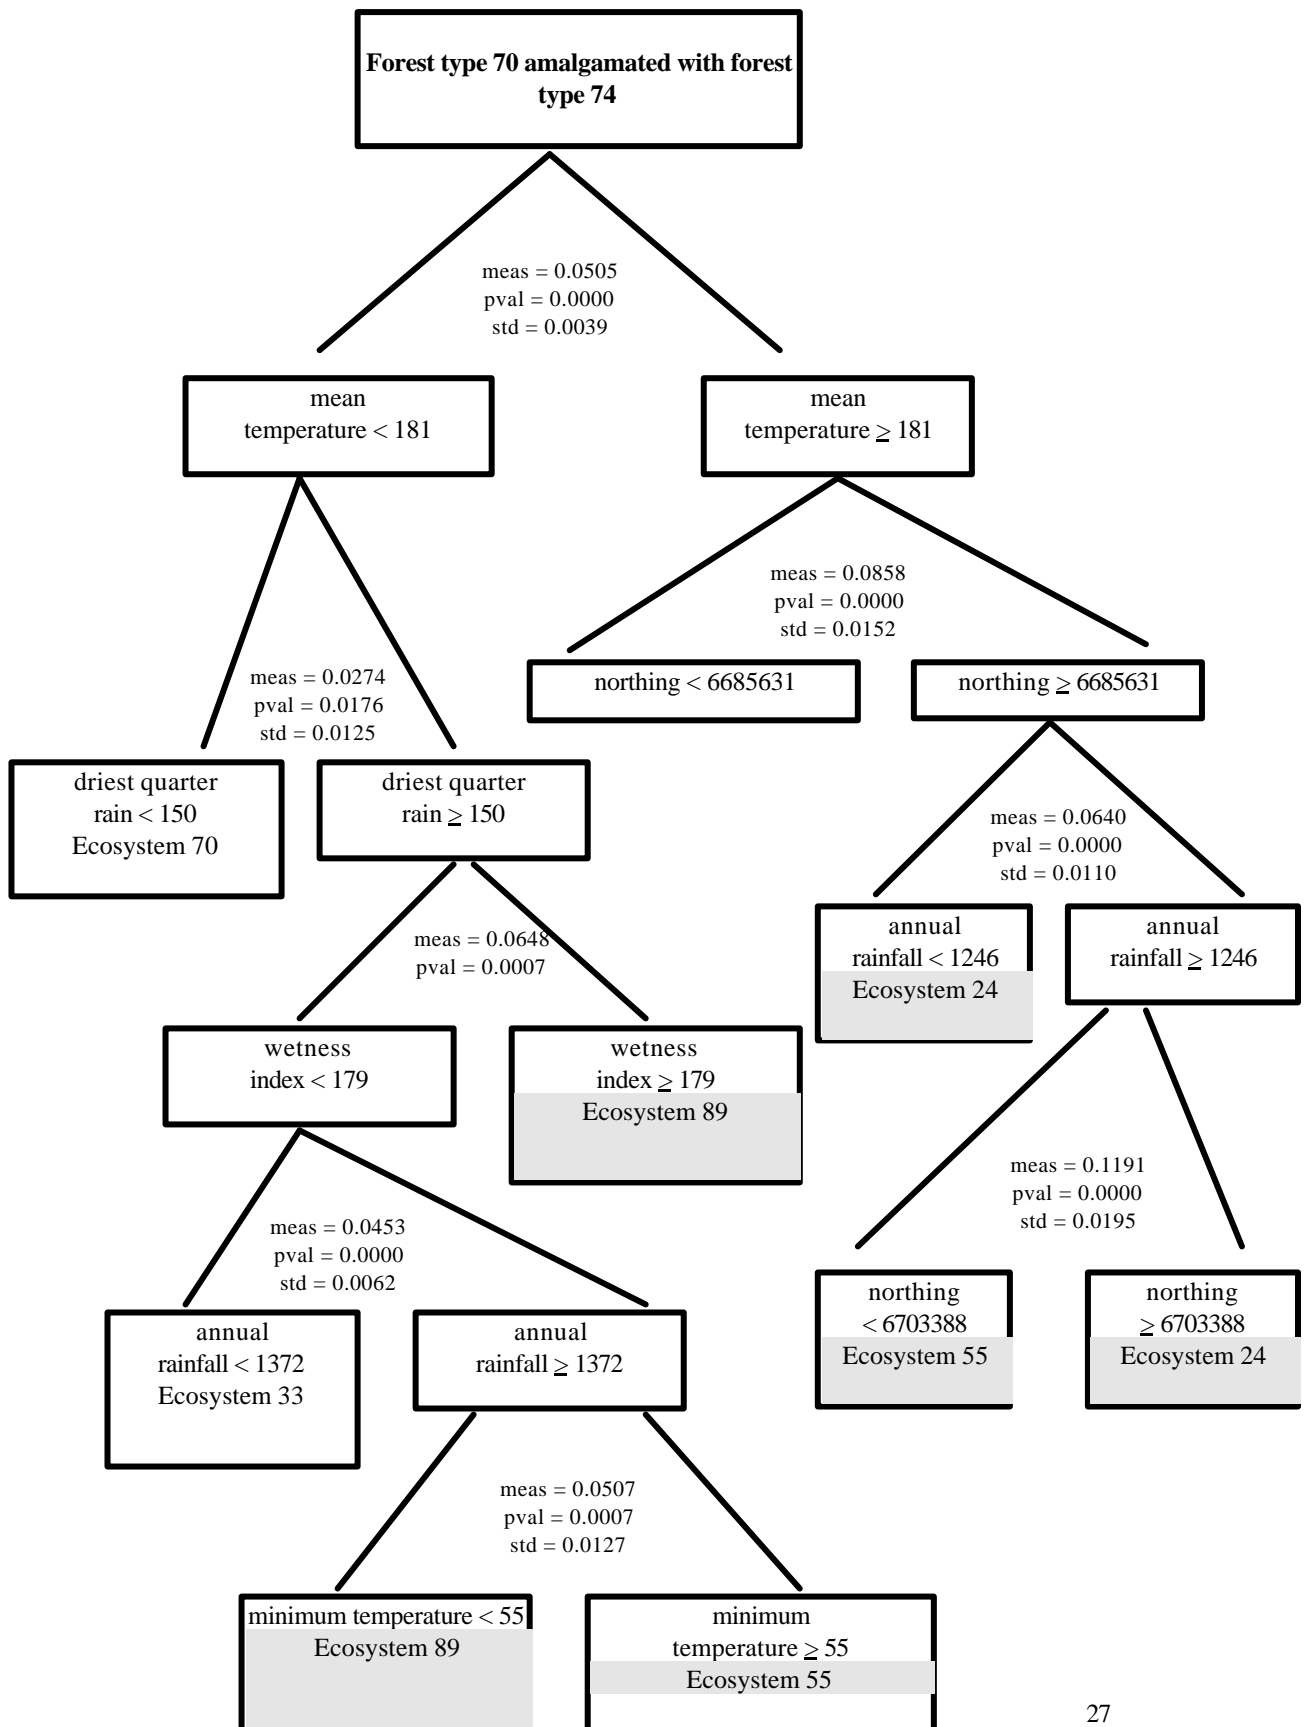 Forest type 70 amalgamated with forest
type 74
meas = 0.0505
pval = 0.0000
std = 0.0039
mean
temperature < 181
mean
temperature ≥ 181
meas = 0.0858
pval = 0.0000
std = 0.0152
northing < 6685631
northing ≥ 6685631
meas = 0.0274
pval = 0.0176
std = 0.0125
driest quarter
rain < 150
Ecosystem 70
driest quarter
rain ≥ 150
meas = 0.0640
pval = 0.0000
std = 0.0110
annual
rainfall < 1246
Ecosystem 24
annual
rainfall ≥ 1246
meas = 0.0648
pval = 0.0007
wetness
index < 179
wetness
index ≥ 179
Ecosystem 89
meas = 0.1191
pval = 0.0000
std = 0.0195
northing
< 6703388
Ecosystem 55
northing
≥ 6703388
Ecosystem 24
meas = 0.0453
pval = 0.0000
std = 0.0062
annual
rainfall < 1372
Ecosystem 33
annual
rainfall ≥ 1372
meas = 0.0507
pval = 0.0007
std = 0.0127
minimum temperature < 55
Ecosystem 89
minimum
temperature ≥ 55
Ecosystem 55
27